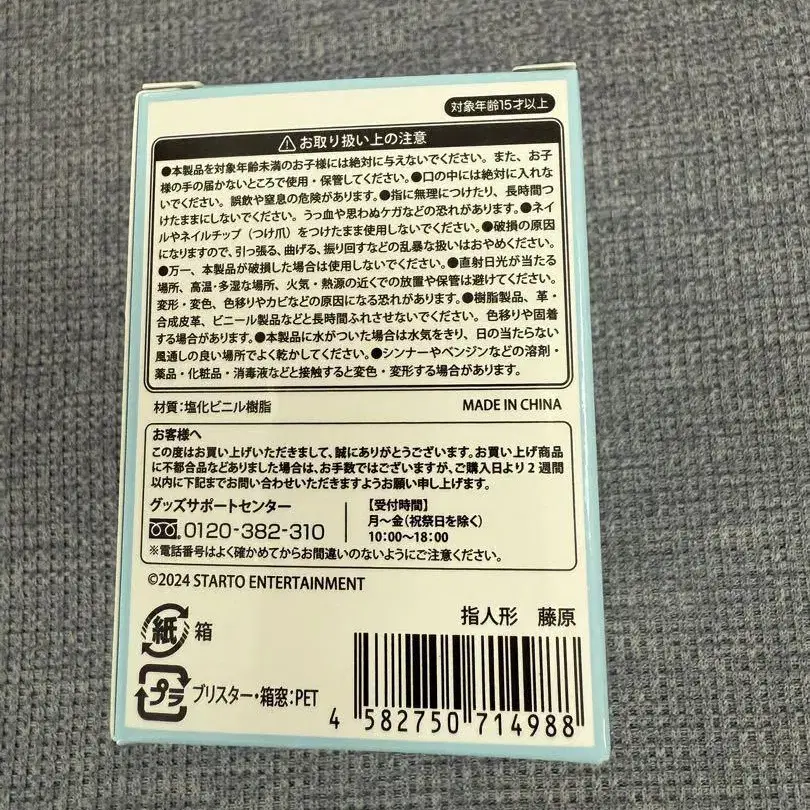 対象年齢15才以上
⚠お取り扱い上の注意
●本製品を対象年齢未満のお子様には絶対に与えないでください。また、お子
様の手の届かないところで使用・保管してください。●口の中には絶対に入れな
いでください。誤飲や窒息の危険があります。●指に無理につけたり、長時間つ
けたままにしないでください。うっ血や思わぬケガなどの恐れがあります。●ネイ
ルやネイルチップ（つけ爪）をつけたまま使用しないでください。●破損の原因
になりますので、引っ張る、曲げる、振り回すなどの乱暴な扱いはおやめください。
●万一、本製品が破損した場合は使用しないでください。●直射日光が当たる
場所、高温・多湿な場所、火気・熱源の近くでの放置や保管は避けてください。
変形・変色、色移りやカビなどの原因になる恐れがあります。●樹脂製品、革・
合成皮革、ビニール製品などと長時間ふれさせないでください。色移りや固着
する場合があります。●本製品に水がついた場合は水気をきり、日の当たらない
風通しの良い場所でよく乾かしてください。●シンナーやベンジンなどの溶剤・
薬品・化粧品・消毒液などと接触すると変色・変形する場合があります。
材質：塩化ビニル樹脂 MADE IN CHINA
お客様へ
この度はお買い上げいただきまして、誠にありがとうございます。お買い上げ商品
に不都合品などありました場合は、お手数ではございますが、ご購入日より2週間
以内に下記までお問い合わせいただきますようお願い申し上げます。
グッズサポートセンター
0120-382-310
【受付時間】
月～金（祝祭日を除く）
10:00～18:00
※電話番号はよく確かめてからお間違いのないようにご注意ください。
©2024 STARTO ENTERTAINMENT
指人形 藤原
紙 箱
プラ ブリスター・箱窓：PET
4 582750 714988